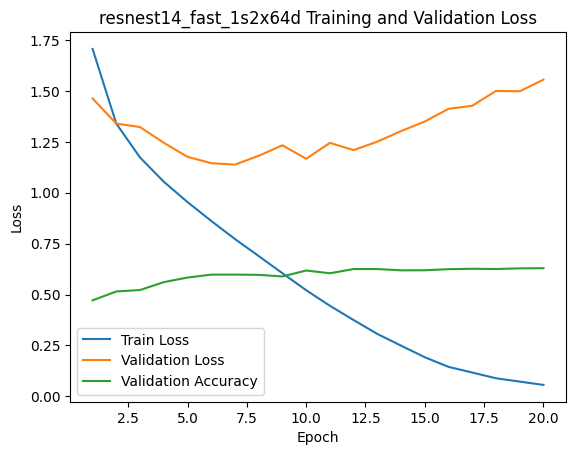 resnest14_fast_1s2x64d Training and Validation Loss
1.75
1.50
1.25
1.00
0.75
0.50
0.25
0.00
Loss
Train Loss
Validation Loss
Validation Accuracy
2.5 5.0 7.5 10.0 12.5 15.0 17.5 20.0
Epoch